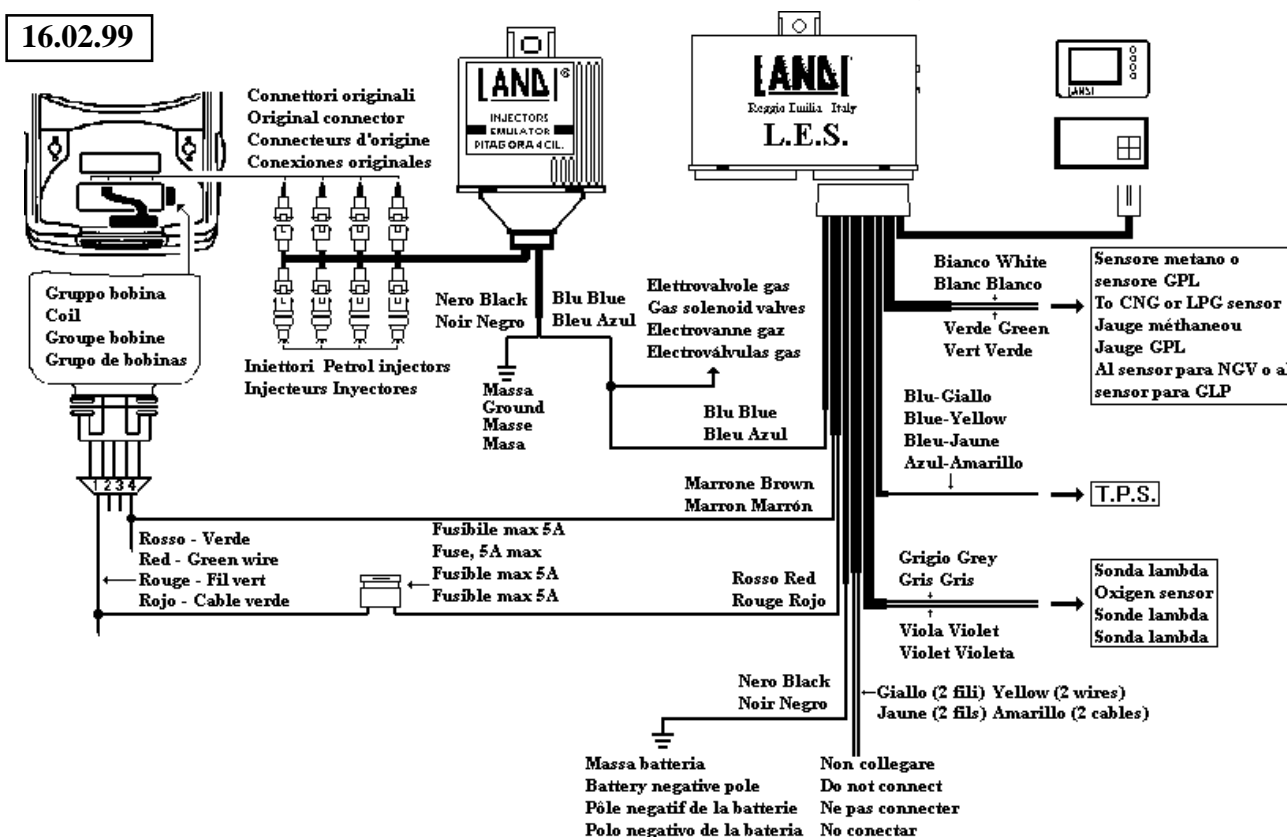 16.02.99
Connettori originali
Original connector
Connecteurs d'origine
Conexiones originales
LANDI®
INJECTORS
EMULATOR
PITAGORA 4 CIL.
LANDI
Reggio Emilia - Italy
L.E.S.
LANDI
Gruppo bobina
Coil
Groupe bobine
Grupo de bobinas
Iniettori Petrol injectors
Injecteurs Inyectores
Nero Black
Noir Negro
Blu Blue
Bleu Azul
Massa
Ground
Masse
Masa
Elettrovalvole gas
Gas solenoid valves
Electrovanne gaz
Electroválvulas gas
Blu Blue
Bleu Azul
Bianco White
Blanc Blanco
Verde Green
Vert Verde
Sensore metano o
sensore GPL
To CNG or LPG sensor
Jauge méthaneou
Jauge GPL
Al sensor para NGV o al
sensor para GLP
Blu-Giallo
Blue-Yellow
Bleu-Jaune
Azul-Amarillo
T.P.S.
1 2 3 4
Marrone Brown
Marron Marrón
Rosso - Verde
Red - Green wire
Rouge - Fil vert
Rojo - Cable verde
Fusibile max 5A
Fuse, 5A max
Fusible max 5A
Fusible max 5A
Rosso Red
Rouge Rojo
Grigio Grey
Gris Gris
Viola Violet
Violet Violeta
Sonda lambda
Oxigen sensor
Sonde lambda
Sonda lambda
Nero Black
Noir Negro
Giallo (2 fili) Yellow (2 wires)
Jaune (2 fils) Amarillo (2 cables)
Massa batteria
Battery negative pole
Pôle negatif de la batterie
Polo negativo de la bateria
Non collegare
Do not connect
Ne pas connecter
No conectar